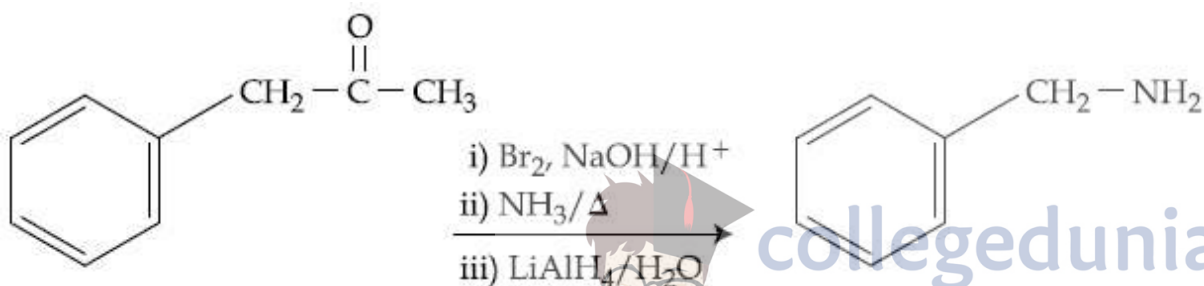 O
CH₂ – C – CH₃
CH₂ – NH₂
i) Br₂, NaOH/H⁺
ii) NH₃/Δ
iii) LiAlH₄/H₂O
collegedunia